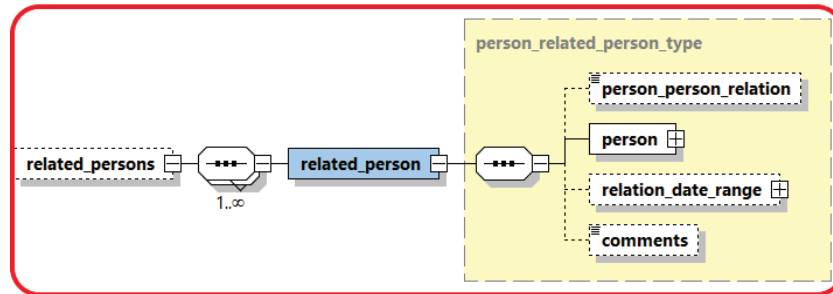 person_related_person_type
person_person_relation
person
related_persons
related_person
1..∞
relation_date_range
comments